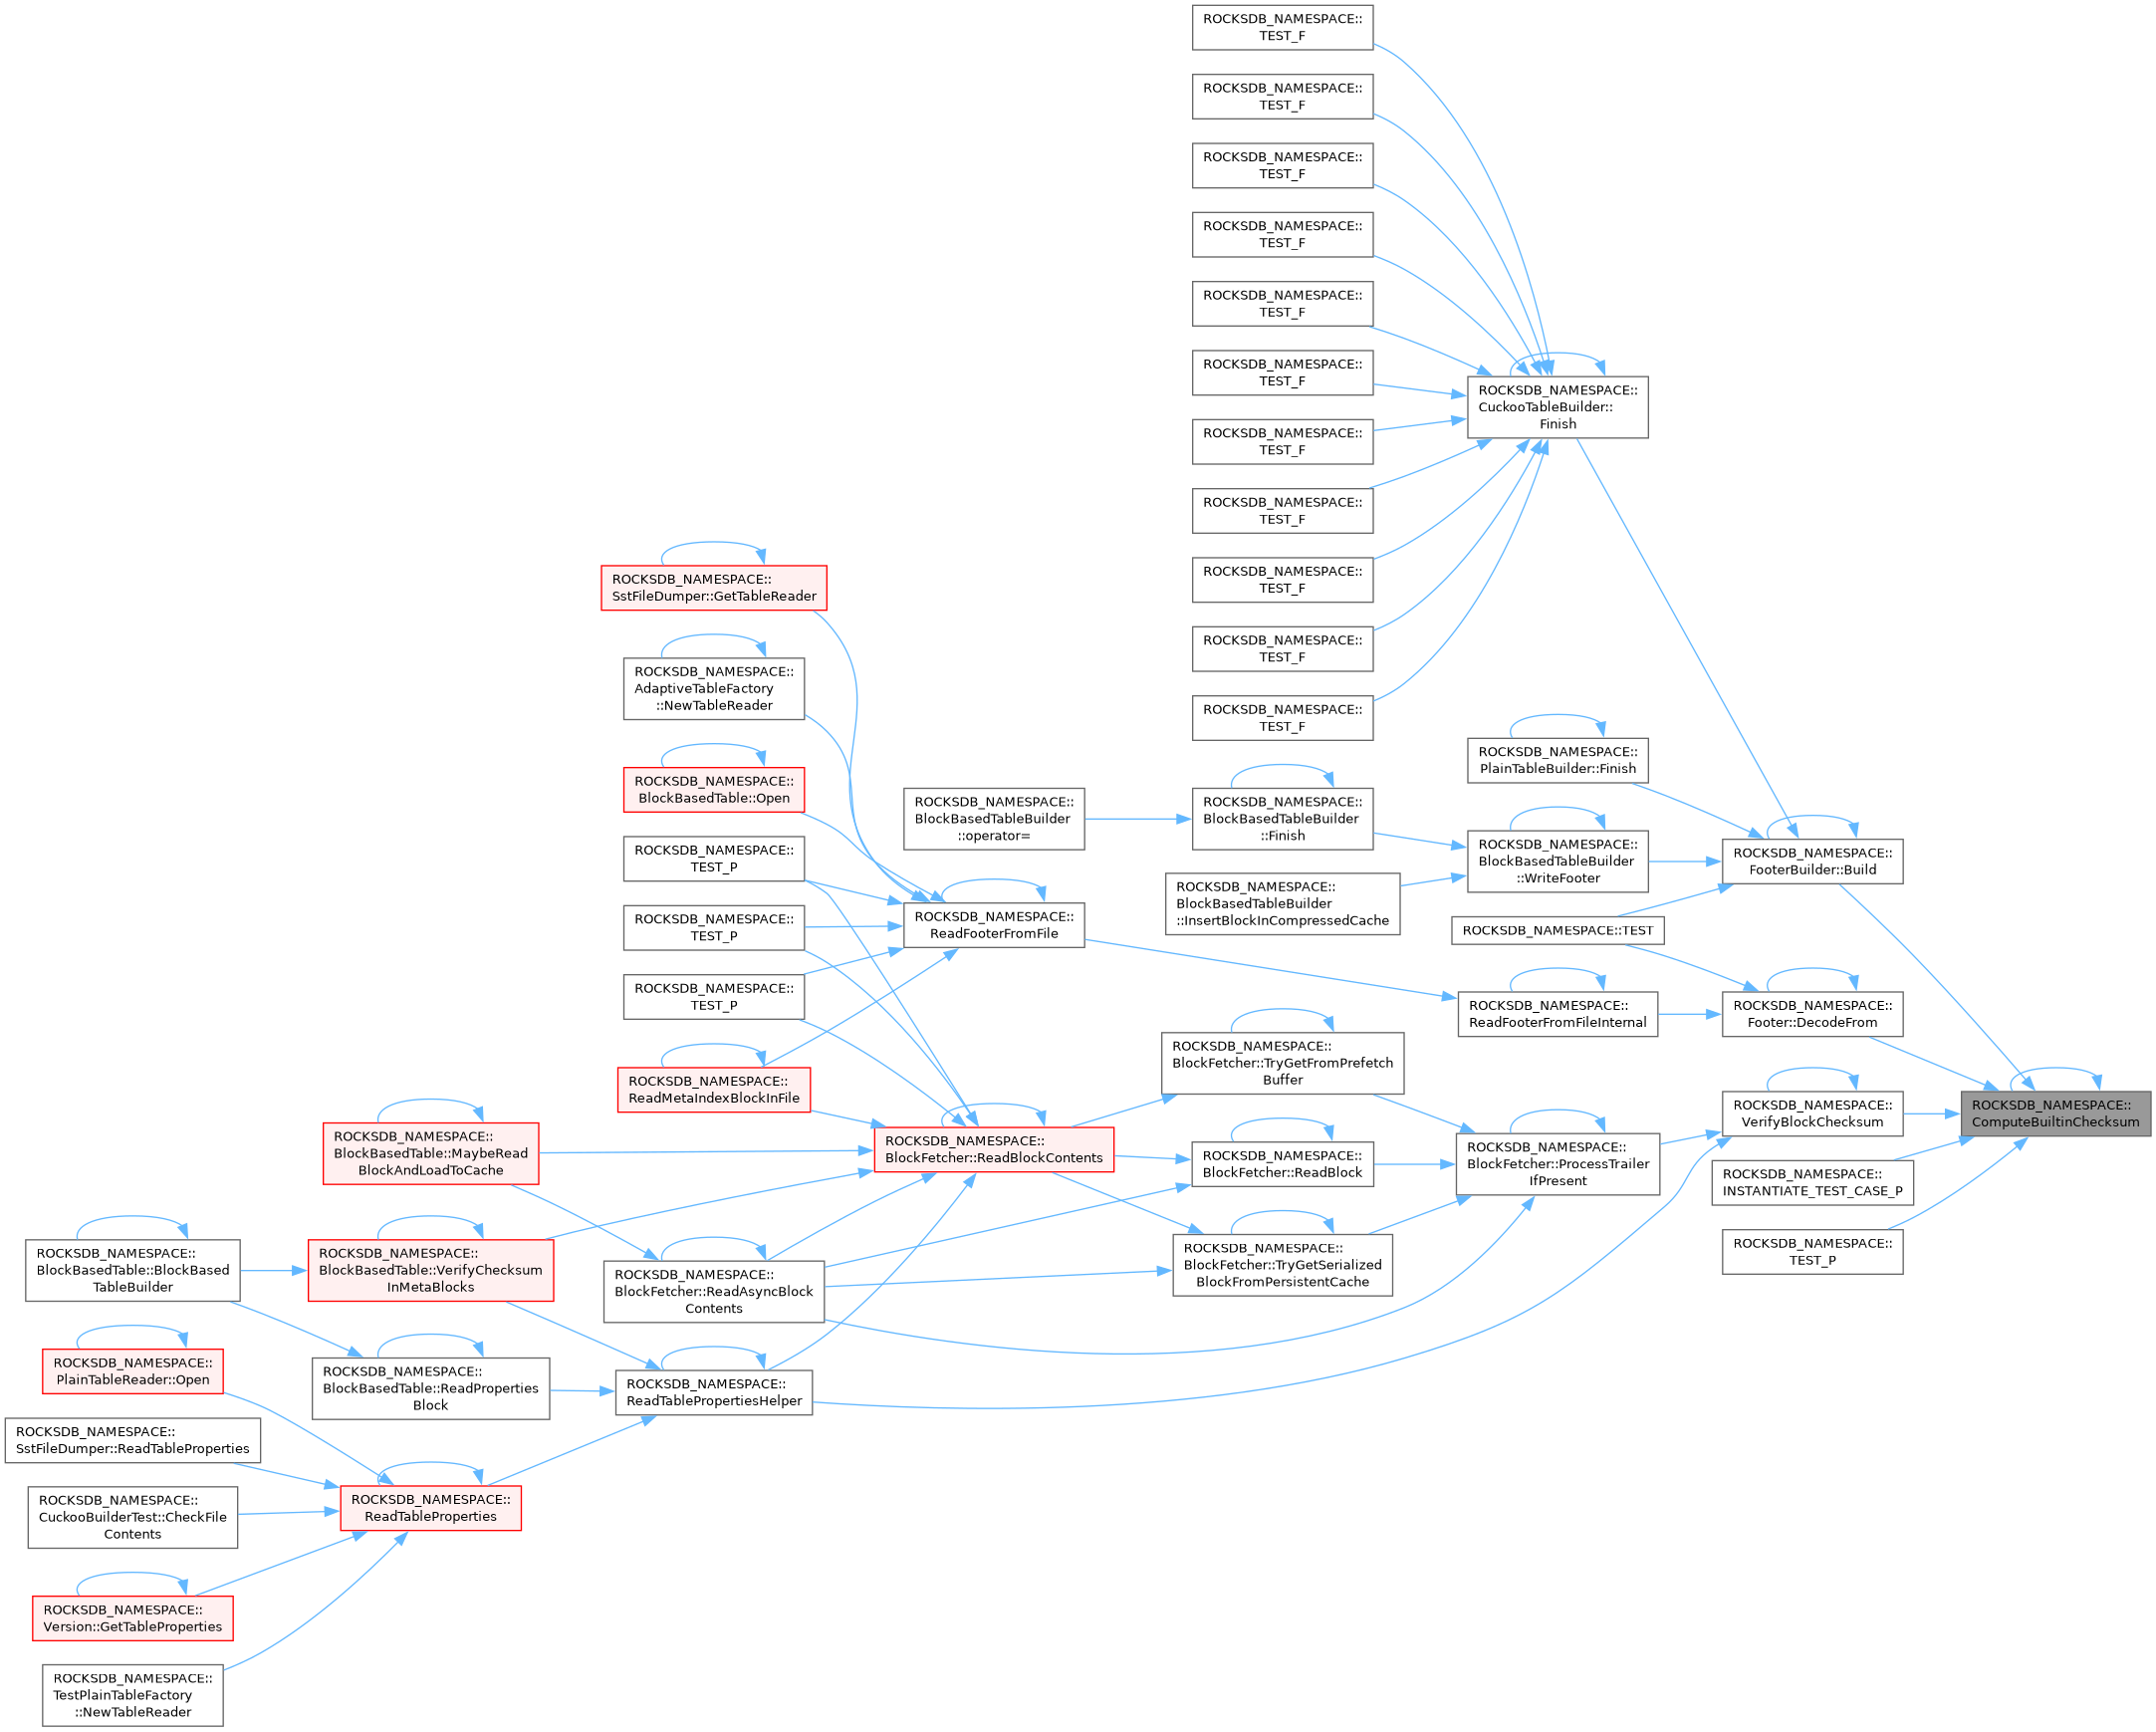 ROCKSDB_NAMESPACE::
TEST_F
ROCKSDB_NAMESPACE::
TEST_F
ROCKSDB_NAMESPACE::
TEST_F
ROCKSDB_NAMESPACE::
TEST_F
ROCKSDB_NAMESPACE::
TEST_F
ROCKSDB_NAMESPACE::
TEST_F
ROCKSDB_NAMESPACE::
CuckooTableBuilder::
Finish
ROCKSDB_NAMESPACE::
TEST_F
ROCKSDB_NAMESPACE::
TEST_F
ROCKSDB_NAMESPACE::
TEST_F
ROCKSDB_NAMESPACE::
SstFileDumper::GetTableReader
ROCKSDB_NAMESPACE::
TEST_F
ROCKSDB_NAMESPACE::
AdaptiveTableFactory
::NewTableReader
ROCKSDB_NAMESPACE::
TEST_F
ROCKSDB_NAMESPACE::
PlainTableBuilder::Finish
ROCKSDB_NAMESPACE::
BlockBasedTable::Open
ROCKSDB_NAMESPACE::
BlockBasedTableBuilder
::operator=
ROCKSDB_NAMESPACE::
BlockBasedTableBuilder
::Finish
ROCKSDB_NAMESPACE::
BlockBasedTableBuilder
::WriteFooter
ROCKSDB_NAMESPACE::
FooterBuilder::Build
ROCKSDB_NAMESPACE::
TEST_P
ROCKSDB_NAMESPACE::
BlockBasedTableBuilder
::InsertBlockInCompressedCache
ROCKSDB_NAMESPACE::
TEST_P
ROCKSDB_NAMESPACE::
ReadFooterFromFile
ROCKSDB_NAMESPACE::TEST
ROCKSDB_NAMESPACE::
TEST_P
ROCKSDB_NAMESPACE::
ReadFooterFromFileInternal
ROCKSDB_NAMESPACE::
Footer::DecodeFrom
ROCKSDB_NAMESPACE::
BlockFetcher::TryGetFromPrefetch
Buffer
ROCKSDB_NAMESPACE::
ReadMetaIndexBlockInFile
ROCKSDB_NAMESPACE::
VerifyBlockChecksum
ROCKSDB_NAMESPACE::
ComputeBuiltinChecksum
ROCKSDB_NAMESPACE::
BlockBasedTable::MaybeRead
BlockAndLoadToCache
ROCKSDB_NAMESPACE::
BlockFetcher::ReadBlockContents
ROCKSDB_NAMESPACE::
BlockFetcher::ReadBlock
ROCKSDB_NAMESPACE::
BlockFetcher::ProcessTrailer
IfPresent
ROCKSDB_NAMESPACE::
INSTANTIATE_TEST_CASE_P
ROCKSDB_NAMESPACE::
BlockBasedTable::BlockBased
TableBuilder
ROCKSDB_NAMESPACE::
BlockBasedTable::VerifyChecksum
InMetaBlocks
ROCKSDB_NAMESPACE::
BlockFetcher::ReadAsyncBlock
Contents
ROCKSDB_NAMESPACE::
BlockFetcher::TryGetSerialized
BlockFromPersistentCache
ROCKSDB_NAMESPACE::
TEST_P
ROCKSDB_NAMESPACE::
PlainTableReader::Open
ROCKSDB_NAMESPACE::
BlockBasedTable::ReadProperties
Block
ROCKSDB_NAMESPACE::
ReadTablePropertiesHelper
ROCKSDB_NAMESPACE::
SstFileDumper::ReadTableProperties
ROCKSDB_NAMESPACE::
CuckooBuilderTest::CheckFile
Contents
ROCKSDB_NAMESPACE::
ReadTableProperties
ROCKSDB_NAMESPACE::
Version::GetTableProperties
ROCKSDB_NAMESPACE::
TestPlainTableFactory
::NewTableReader